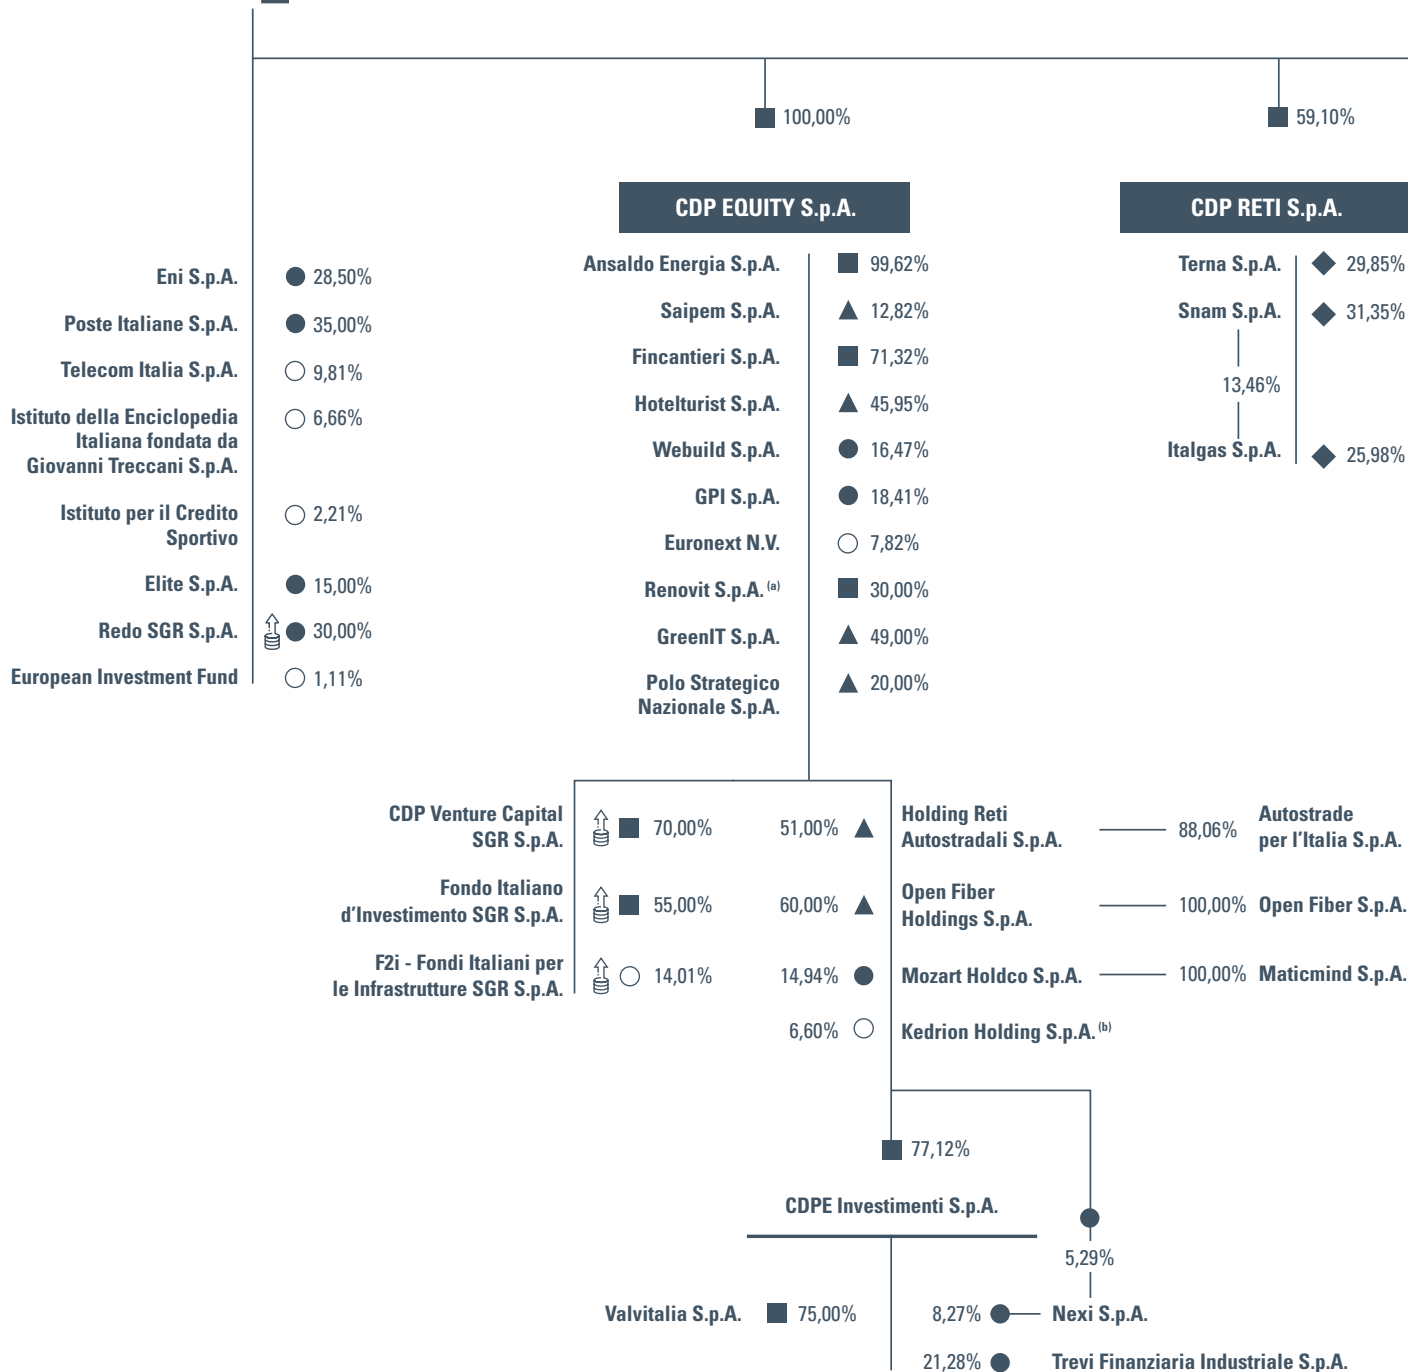 100,00%
59,10%
CDP EQUITY S.p.A.
CDP RETI S.p.A.
Eni S.p.A. 28,50%
Poste Italiane S.p.A. 35,00%
Telecom Italia S.p.A. 9,81%
Istituto della Enciclopedia 6,66%
Italiana fondata da
Giovanni Treccani S.p.A.
Istituto per il Credito 2,21%
Sportivo
Elite S.p.A. 15,00%
Redo SGR S.p.A. 30,00%
European Investment Fund 1,11%
Ansaldo Energia S.p.A. 99,62%
Saipem S.p.A. 12,82%
Fincantieri S.p.A. 71,32%
Hotelturist S.p.A. 45,95%
Webuild S.p.A. 16,47%
GPI S.p.A. 18,41%
Euronext N.V. 7,82%
Renovit S.p.A. (a) 30,00%
GreenIT S.p.A. 49,00%
Polo Strategico 20,00%
Nazionale S.p.A.
Terna S.p.A. 29,85%
Snam S.p.A. 31,35%
13,46%
Italgas S.p.A. 25,98%
CDP Venture Capital
SGR S.p.A. 70,00%
Fondo Italiano
d'Investimento SGR S.p.A. 55,00%
F2i - Fondi Italiani per
le Infrastrutture SGR S.p.A. 14,01%
51,00% Holding Reti
Autostradali S.p.A.
88,06% Autostrade
per l'Italia S.p.A.
60,00% Open Fiber
Holdings S.p.A.
100,00% Open Fiber S.p.A.
14,94% Mozart Holdco S.p.A. 100,00% Maticmind S.p.A.
6,60% Kedrion Holding S.p.A. (b)
77,12%
CDPE Investimenti S.p.A.
5,29%
Valvitalia S.p.A. 75,00%
8,27% Nexi S.p.A.
21,28% Trevi Finanziaria Industriale S.p.A.